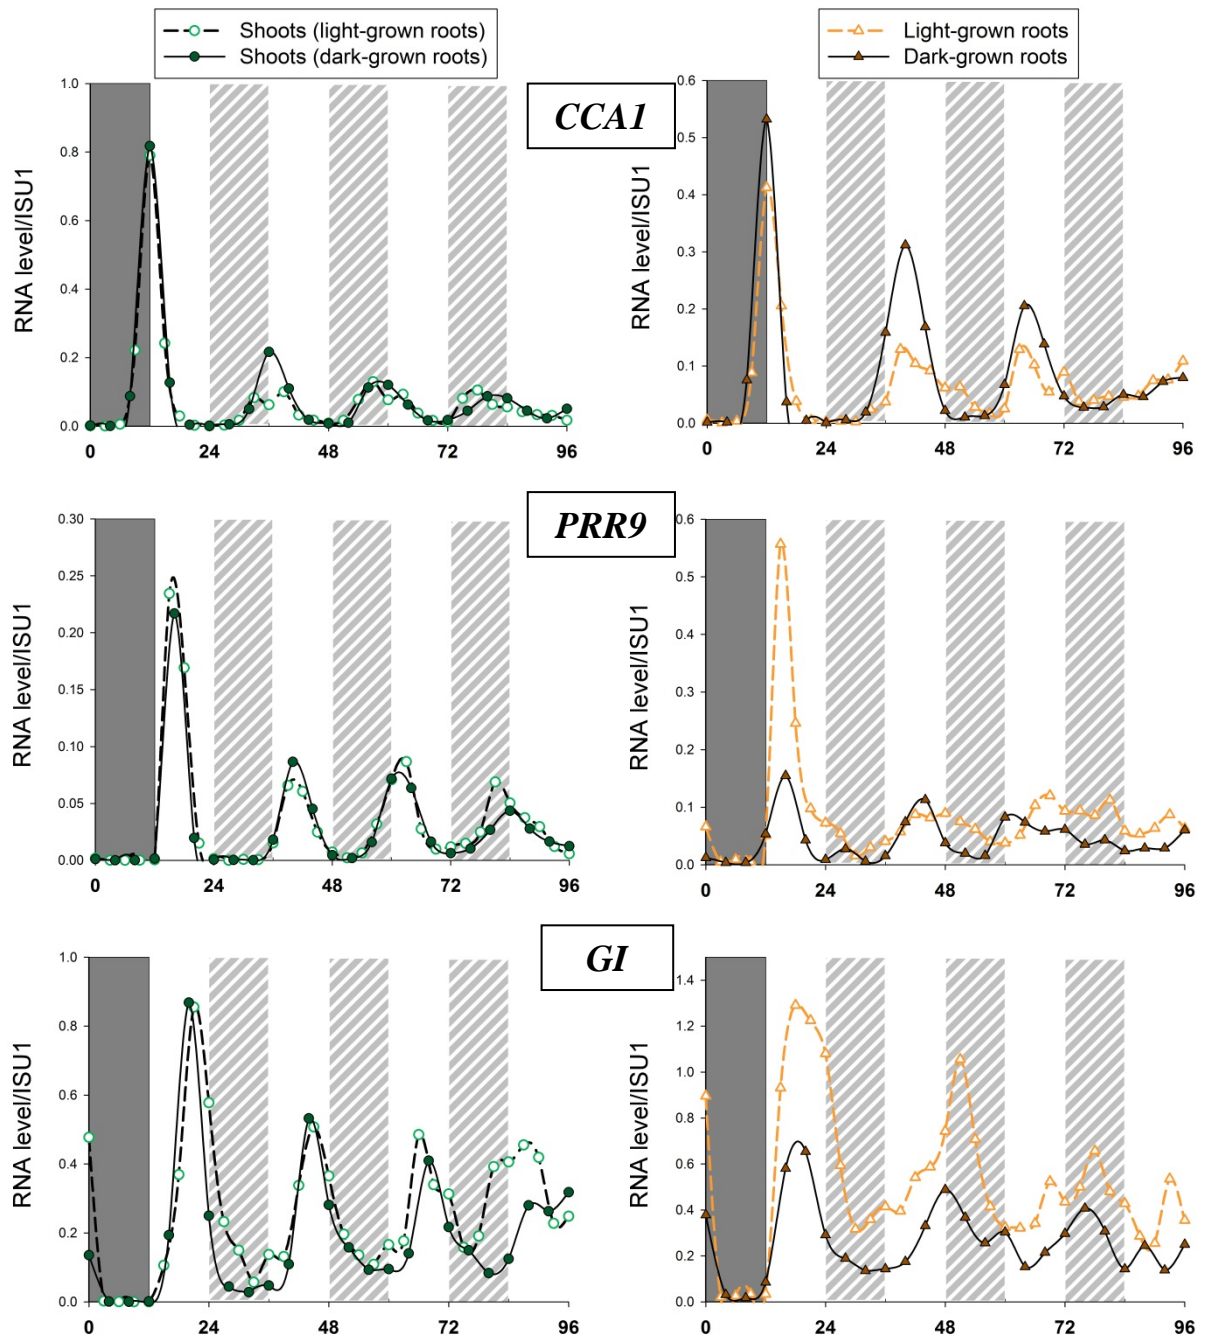 Shoots (light-grown roots)
Shoots (dark-grown roots)
Light-grown roots
Dark-grown roots
CCA1
RNA level/ISU1
1.0
0.8
0.6
0.4
0.2
0.0
0 24 48 72 96
RNA level/ISU1
0.6
0.5
0.4
0.3
0.2
0.1
0.0
0 24 48 72 96
PRR9
RNA level/ISU1
0.30
0.25
0.20
0.15
0.10
0.05
0.00
0 24 48 72 96
RNA level/ISU1
0.6
0.5
0.4
0.3
0.2
0.1
0.0
0 24 48 72 96
GI
RNA level/ISU1
1.0
0.8
0.6
0.4
0.2
0.0
0 24 48 72 96
RNA level/ISU1
1.4
1.2
1.0
0.8
0.6
0.4
0.2
0.0
0 24 48 72 96